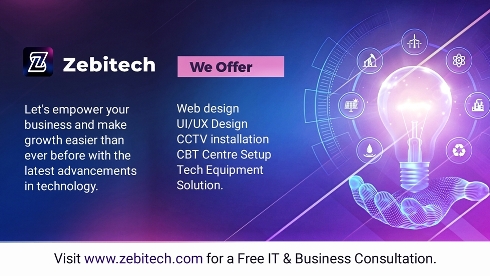 Zebitech
We Offer
Let's empower your
business and make
growth easier than
ever before with the
latest advancements
in technology.
Web design
UI/UX Design
CCTV installation
CBT Centre Setup
Tech Equipment
Solution.
Visit www.zebitech.com for a Free IT & Business Consultation.